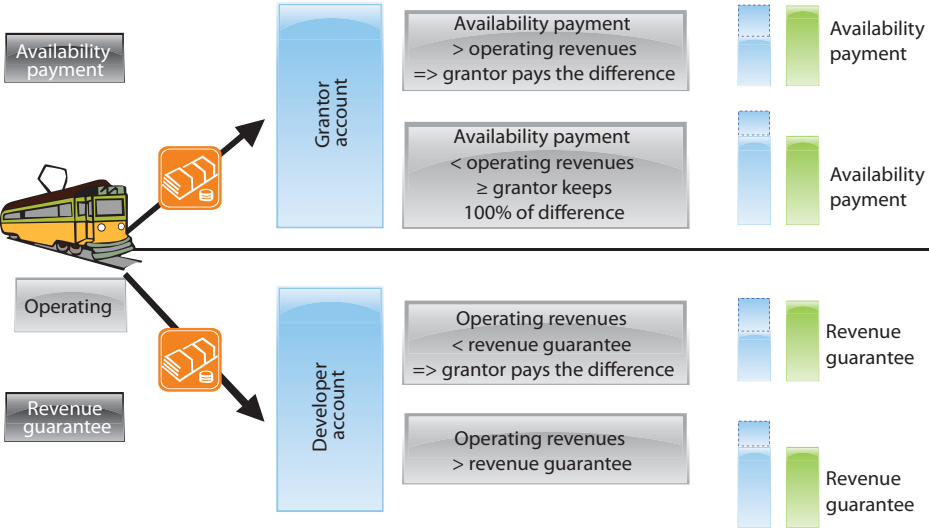 Availability
payment
Grantor
account
Availability payment
> operating revenues
=> grantor pays the difference
Availability
payment
Availability payment
< operating revenues
≥ grantor keeps
100% of difference
Availability
payment
Operating
Revenue
guarantee
Developer
account
Operating revenues
< revenue guarantee
=> grantor pays the difference
Revenue
guarantee
Operating revenues
> revenue guarantee
Revenue
guarantee